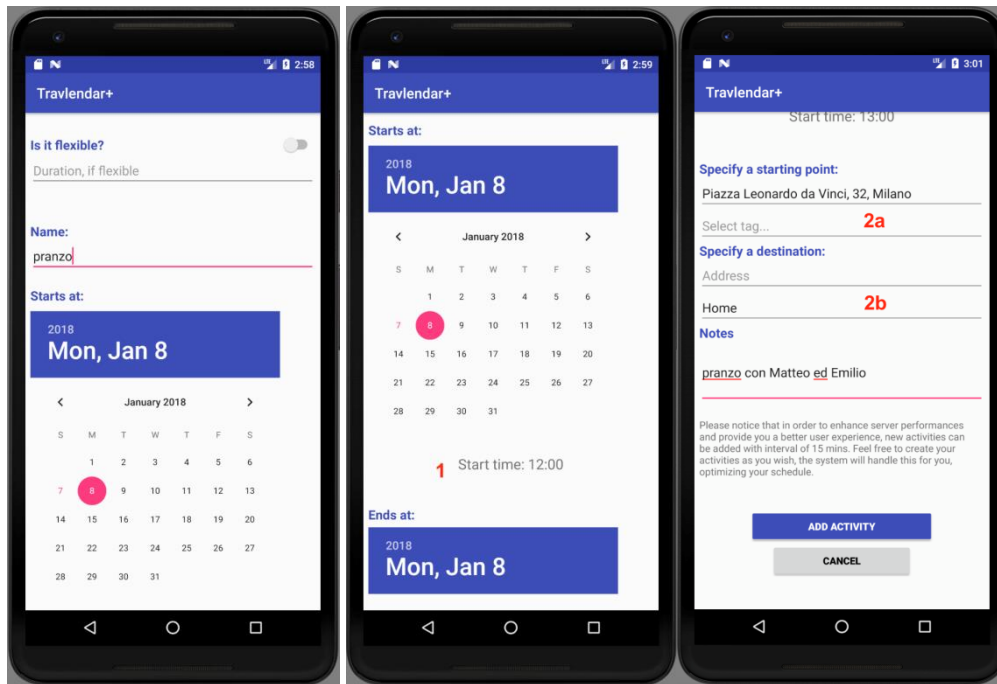 2:58
Travlendar+
Is it flexible?
Duration, if flexible
Name:
pranzo
Starts at:
2018
Mon, Jan 8
January 2018
S M T W T F S
1 2 3 4 5 6
7 8 9 10 11 12 13
14 15 16 17 18 19 20
21 22 23 24 25 26 27
28 29 30 31
2:59
Travlendar+
Starts at:
2018
Mon, Jan 8
January 2018
S M T W T F S
1 2 3 4 5 6
7 8 9 10 11 12 13
14 15 16 17 18 19 20
21 22 23 24 25 26 27
28 29 30 31
1 Start time: 12:00
Ends at:
2018
Mon, Jan 8
3:01
Travlendar+
Start time: 13:00
Specify a starting point:
Piazza Leonardo da Vinci, 32, Milano
Select tag... 2a
Specify a destination:
Address
Home 2b
Notes
pranzo con Matteo ed Emilio
Please notice that in order to enhance server performances
and provide you a better user experience, new activities can
be added with interval of 15 mins. Feel free to create your
activities as you wish, the system will handle this for you,
optimizing your schedule.
ADD ACTIVITY
CANCEL